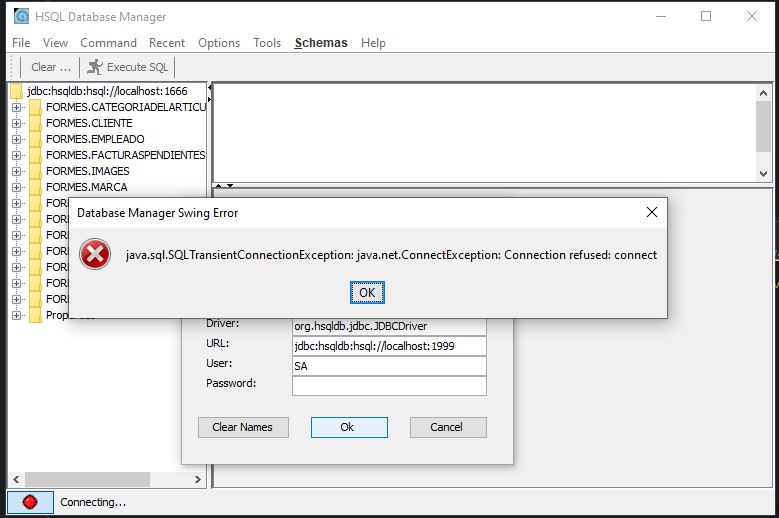 HSQL Database Manager
File View Command Recent Options Tools Schemas Help
Clear ... Execute SQL
jdbc:hsqldb:hsql://localhost:1666
FORMES.CATEGORIADELARTICU
FORMES.CLIENTE
FORMES.EMPLEADO
FORMES.FACTURASPENDIENTES
FORMES.IMAGES
FORMES.MARCA
FOR
FOR
FOR
FOR
FOR
FOR
FORME
Database Manager Swing Error
java.sql.SQLTransientConnectionException: java.net.ConnectException: Connection refused: connect
OK
Driver: org.hsqldb.jdbc.JDBCDriver
URL: jdbc:hsqldb:hsql://localhost:1999
User: SA
Password:
Clear Names Ok Cancel
Connecting...